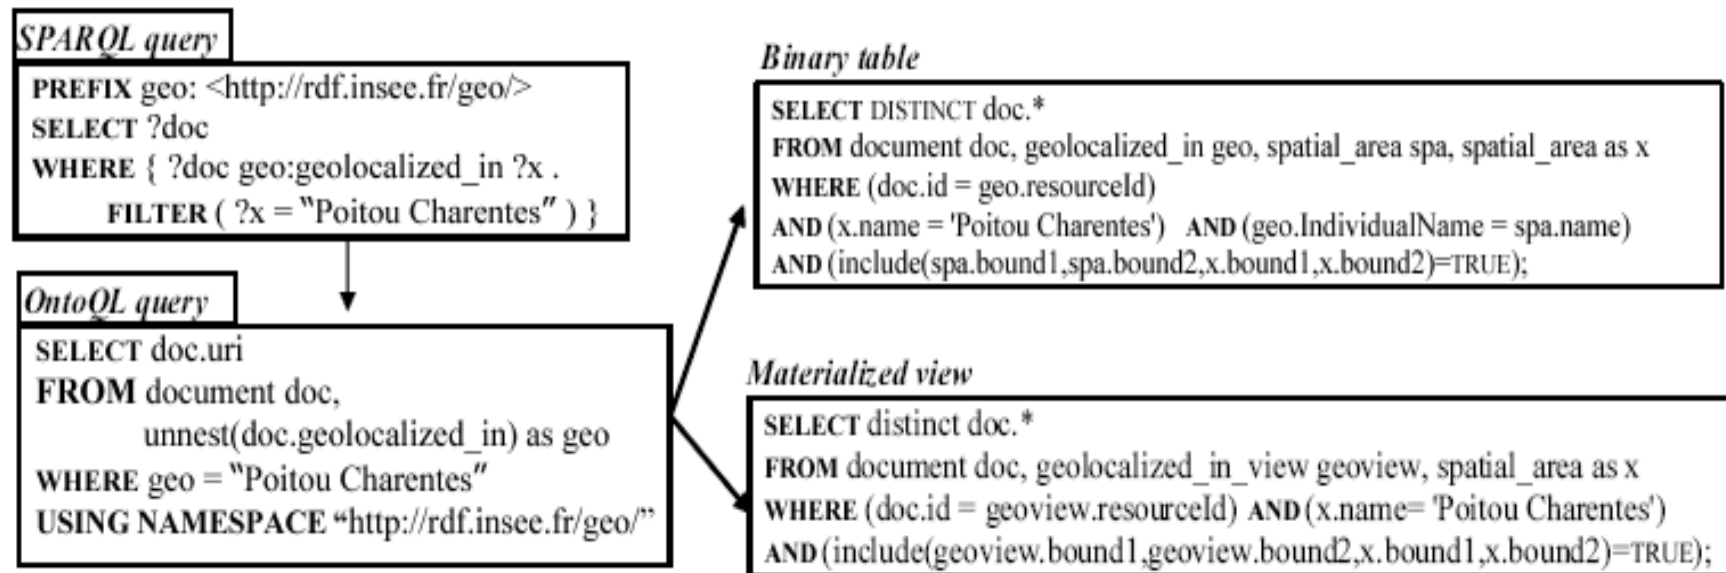 SPARQL query
PREFIX geo: <http://rdf.insee.fr/geo/>
SELECT ?doc
WHERE { ?doc geo:geolocalized_in ?x .
FILTER ( ?x = "Poitou Charentes" ) }
OntoQL query
SELECT doc.uri
FROM document doc,
unnest(doc.geolocalized_in) as geo
WHERE geo = "Poitou Charentes"
USING NAMESPACE “http://rdf.insee.fr/geo/”
Binary table
SELECT DISTINCT doc.*
FROM document doc, geolocalized_in geo, spatial_area spa, spatial_area as x
WHERE (doc.id = geo.resourceId)
AND (x.name = 'Poitou Charentes') AND (geo.IndividualName = spa.name)
AND (include(spa.bound1,spa.bound2,x.bound1,x.bound2)=TRUE);
Materialized view
SELECT distinct doc.*
FROM document doc, geolocalized_in_view geoview, spatial_area as x
WHERE (doc.id = geoview.resourceId) AND (x.name= 'Poitou Charentes')
AND (include(geoview.bound1,geoview.bound2,x.bound1,x.bound2)=TRUE);